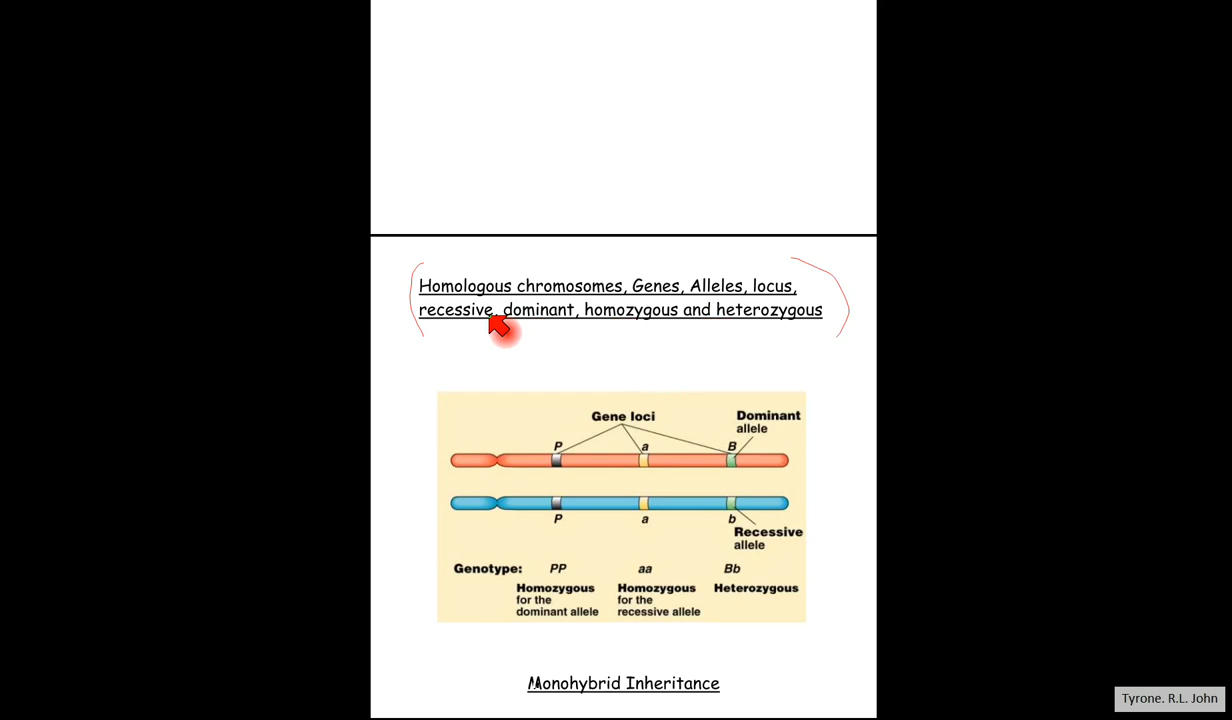 Homologous chromosomes, Genes, Alleles, locus,
recessive, dominant, homozygous and heterozygous
Gene loci
Dominant
allele
P a B
P a b
Recessive
allele
Genotype: PP aa Bb
Homozygous
for the
dominant allele
Homozygous
for the
recessive allele
Heterozygous
Monohybrid Inheritance
Tyrone. R.L. John